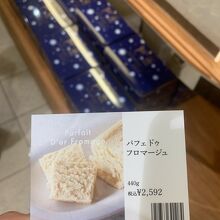 Parfait
D'or Fromage
パフェ ドゥ
フロマージュ
440g
税込¥2,592